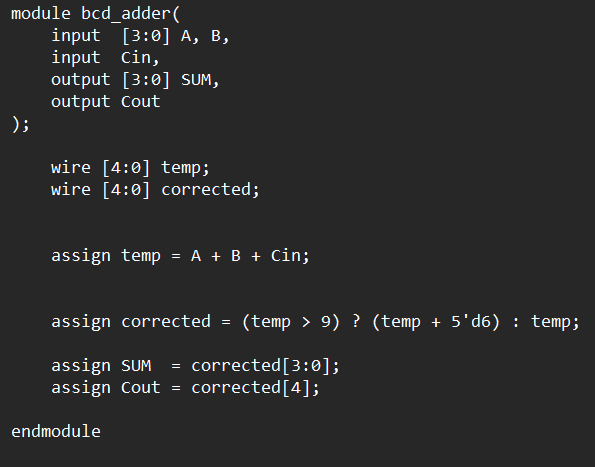 module bcd_adder(
    input  [3:0] A, B,
    input  Cin,
    output [3:0] SUM,
    output Cout
);
    wire [4:0] temp;
    wire [4:0] corrected;
    assign temp = A + B + Cin;
    assign corrected = (temp > 9) ? (temp + 5'd6) : temp;
    assign SUM  = corrected[3:0];
    assign Cout = corrected[4];
endmodule